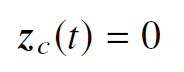 z_c(t) = 0